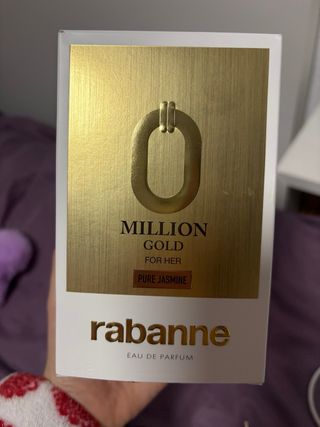 MILLION
GOLD
FOR HER
PURE JASMINE
rabanne
EAU DE PARFUM